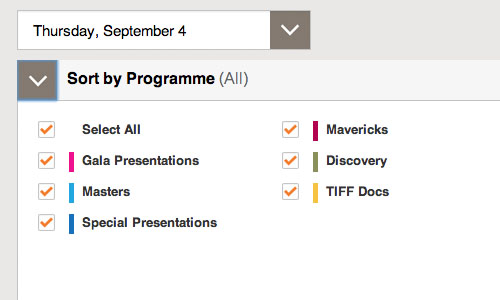 Thursday, September 4
Sort by Programme (All)
Select All
Gala Presentations
Masters
Special Presentations
Mavericks
Discovery
TIFF Docs